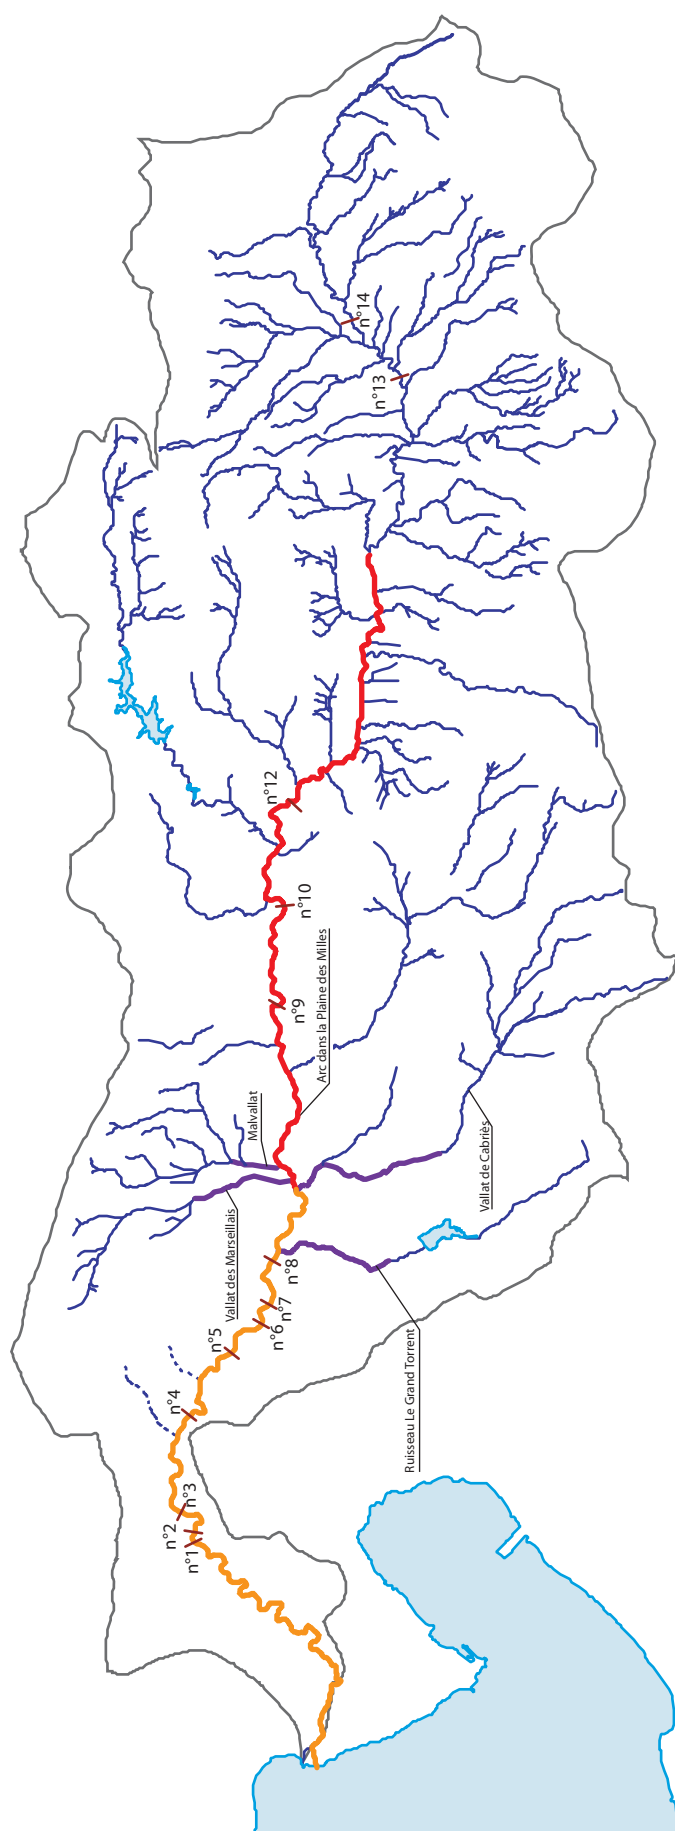 n°14
n°13
n°12
n°10
n°9
Arc dans la Plaine des Milles
Malvallat
Vallat de Cabriès
Vallat des Marseillais
n°8
n°7
n°6
n°5
Ruisseau Le Grand Torrent
n°4
n°3
n°2
n°1